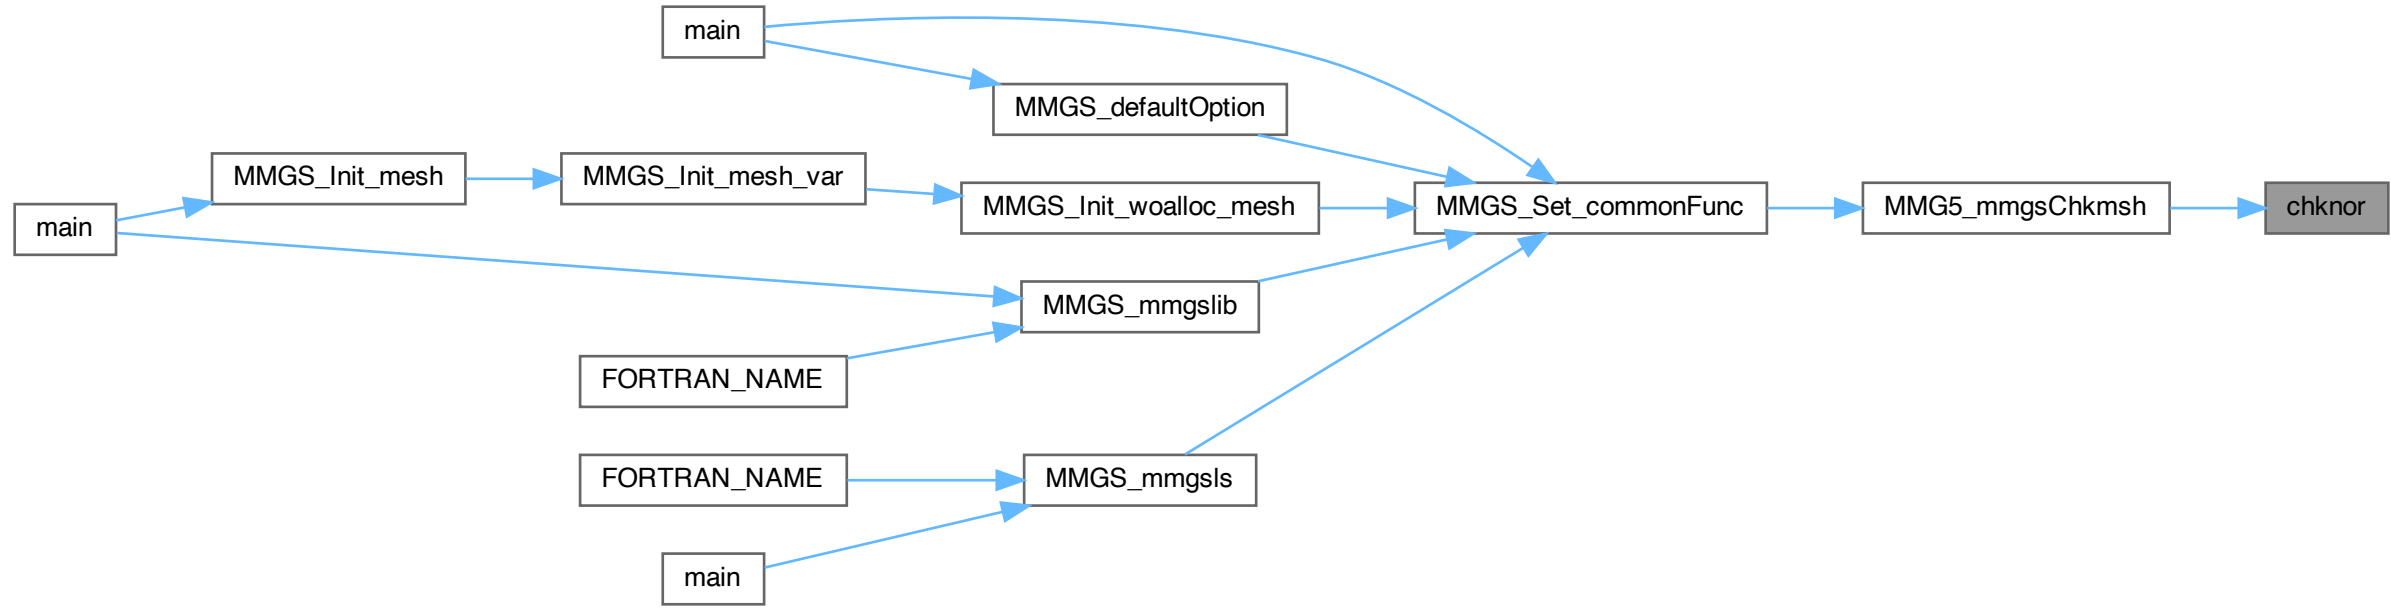 main
MMGS_defaultOption
MMGS_Init_mesh
MMGS_Init_mesh_var
MMGS_Init_woalloc_mesh
MMGS_Set_commonFunc
MMG5_mmgsChkmsh
chknor
main
MMGS_mmgslib
FORTRAN_NAME
FORTRAN_NAME
MMGS_mmgsls
main